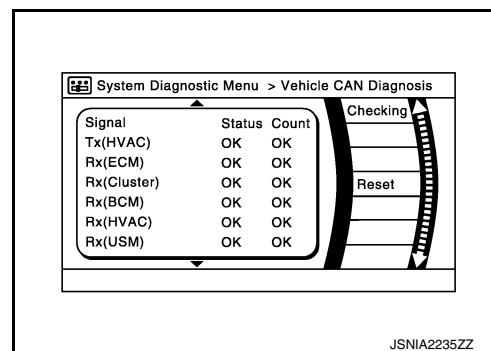 System Diagnostic Menu > Vehicle CAN Diagnosis
Signal Status Count
Tx(HVAC) OK OK
Rx(ECM) OK OK
Rx(Cluster) OK OK
Rx(BCM) OK OK
Rx(HVAC) OK OK
Rx(USM) OK OK
Checking
Reset
JSNIA2235ZZ